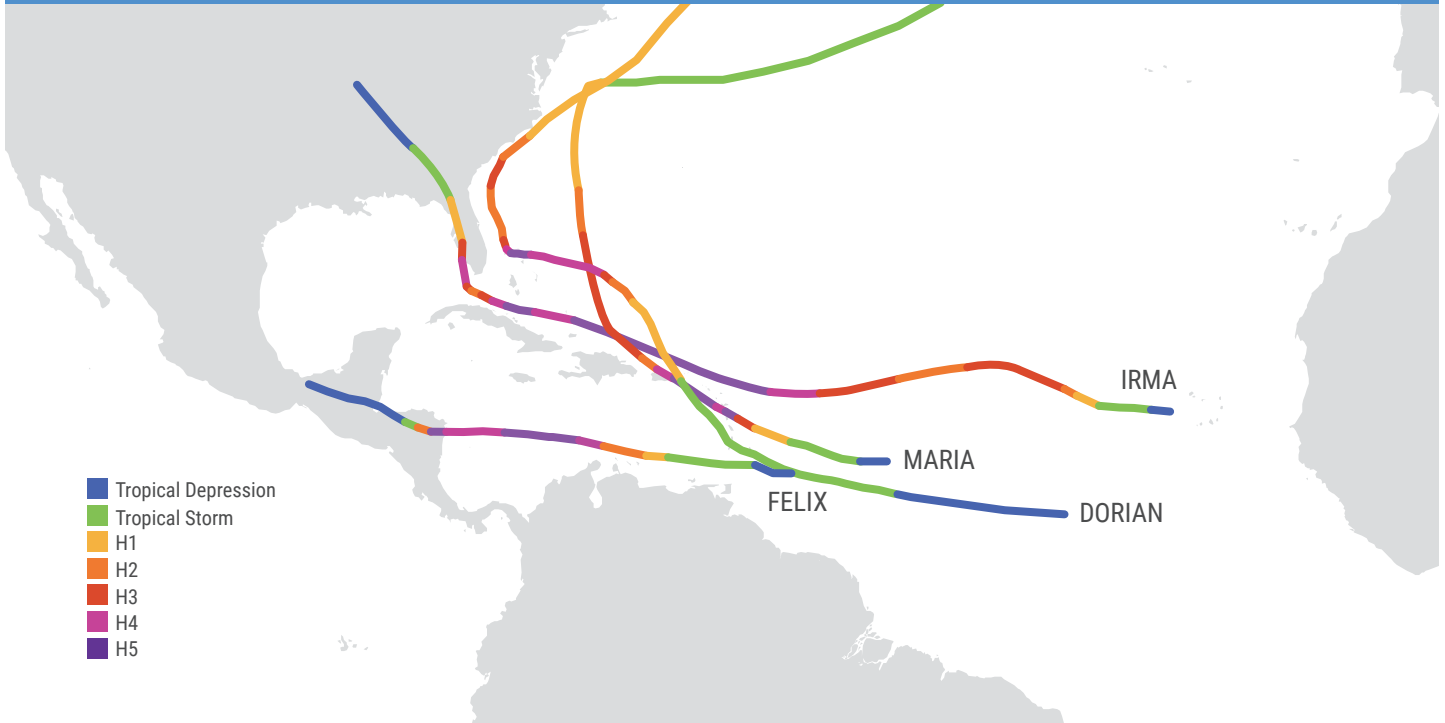 IRMA
MARIA
FELIX
DORIAN
Tropical Depression
Tropical Storm
H1
H2
H3
H4
H5